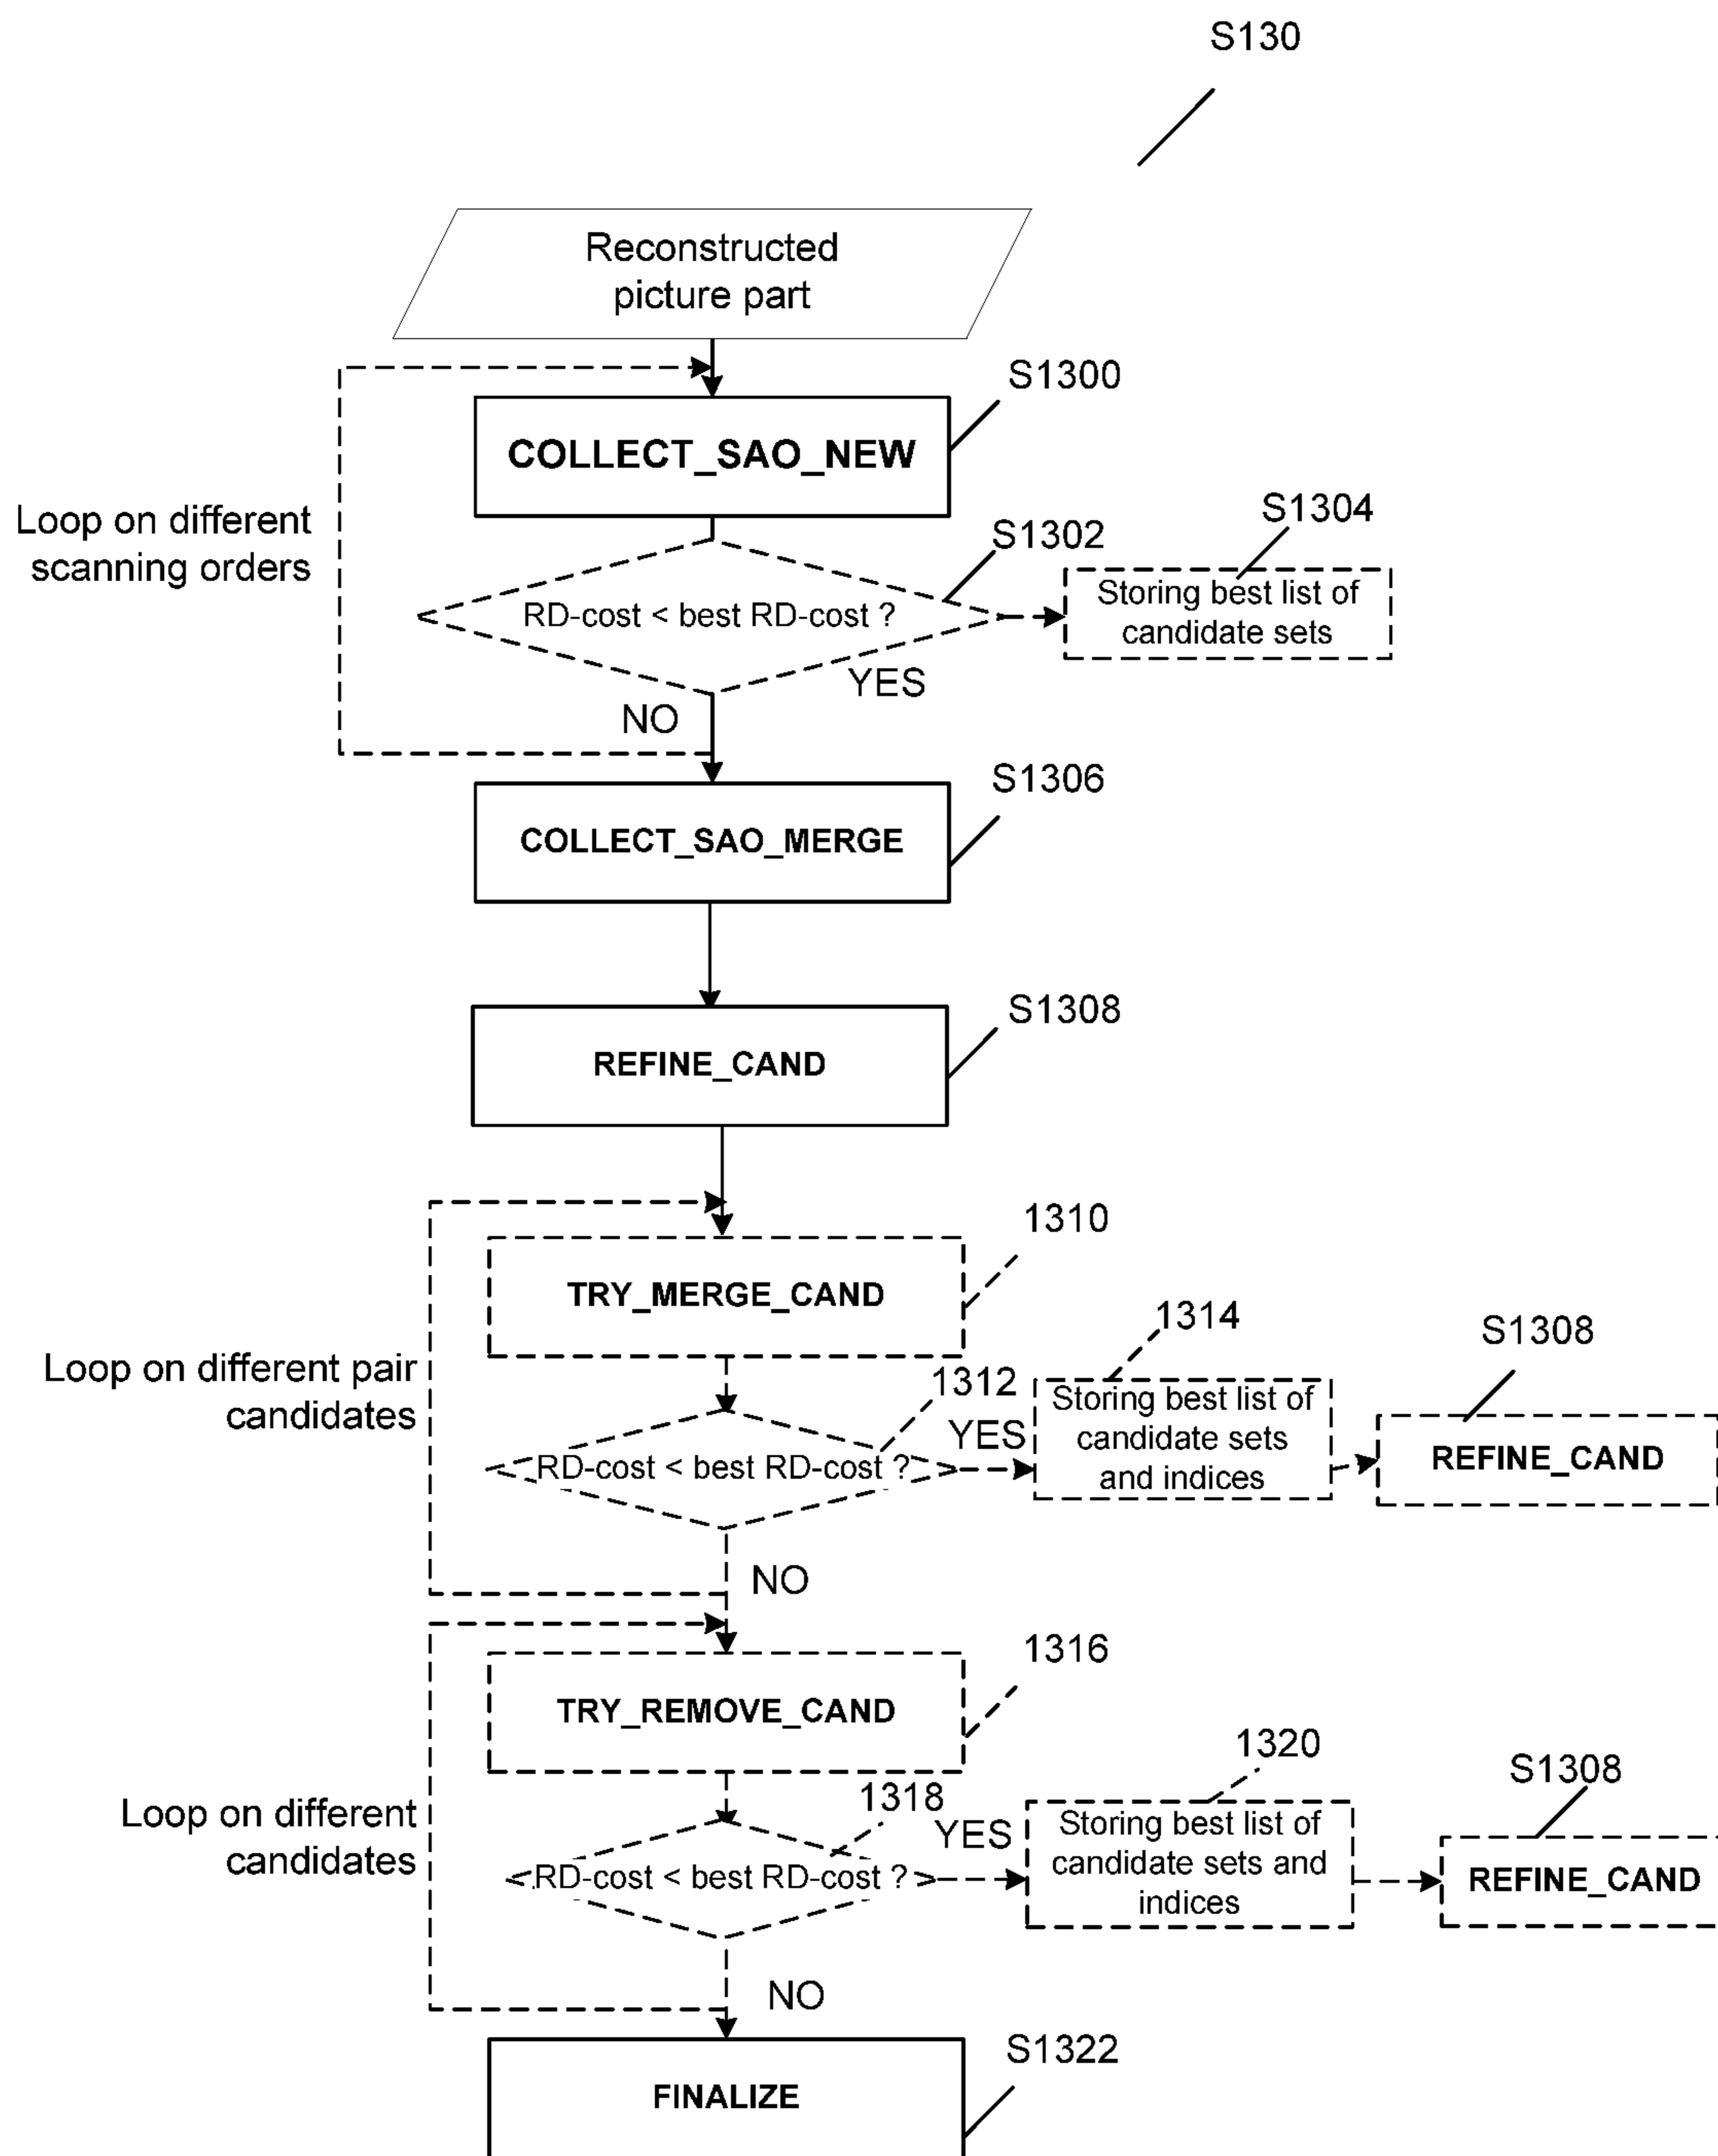 S130
Reconstructed
picture part
S1300
COLLECT_SAO_NEW
Loop on different
scanning orders
S1302
S1304
RD-cost < best RD-cost ?
Storing best list of
candidate sets
YES
NO
S1306
COLLECT_SAO_MERGE
S1308
REFINE_CAND
1310
TRY_MERGE_CAND
Loop on different pair
candidates
1312
1314
S1308
RD-cost < best RD-cost ?
YES
Storing best list of
candidate sets
and indices
REFINE_CAND
NO
1316
TRY_REMOVE_CAND
Loop on different
candidates
1318
1320
S1308
RD-cost < best RD-cost ?
YES
Storing best list of
candidate sets and
indices
REFINE_CAND
NO
S1322
FINALIZE